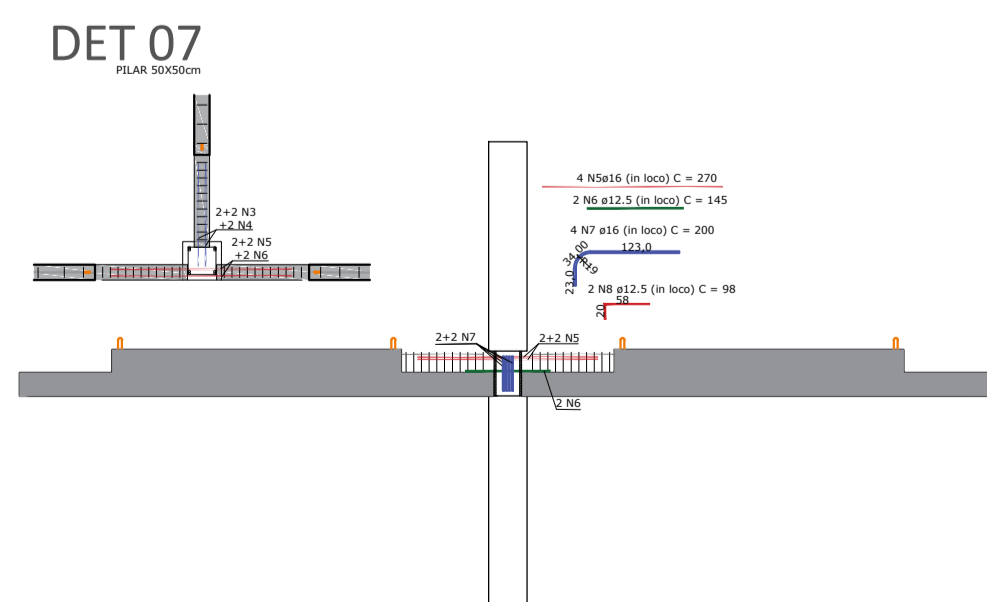 DET 07
PILAR 50X50cm
2+2 N3
+2 N4
2+2 N5
+2 N6
4 N5ø16 (in loco) C = 270
2 N6 ø12.5 (in loco) C = 145
4 N7 ø16 (in loco) C = 200
123,0
34,00
R19
23,0
2 N8 ø12.5 (in loco) C = 98
58
20
2+2 N7
2+2 N5
2 N6